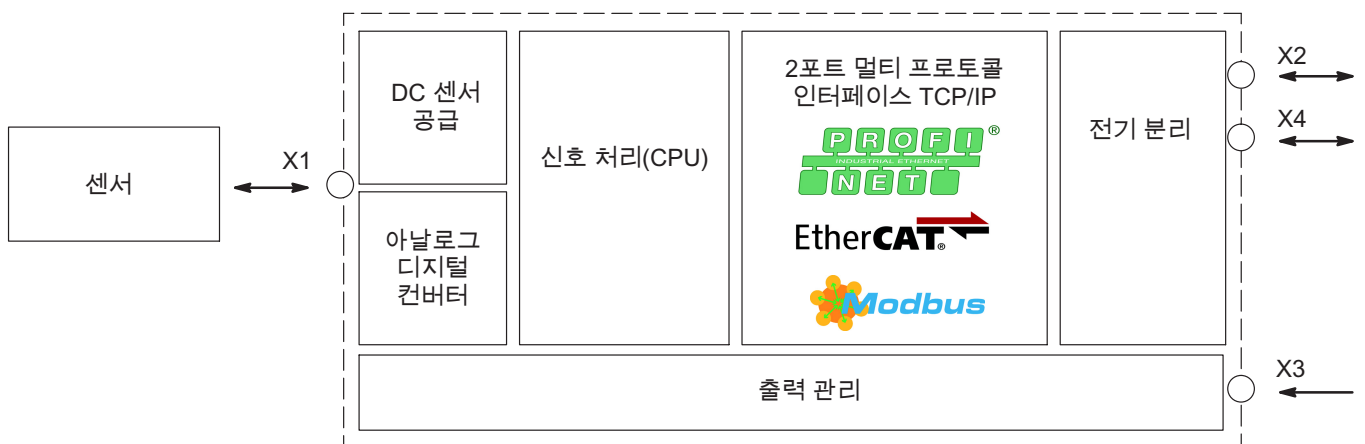 센서
X1
DC 센서
공급
아날로그
디지털
컨버터
신호 처리(CPU)
2포트 멀티 프로토콜
인터페이스 TCP/IP
PROFI®
INDUSTRIAL ETHERNET
NET
EtherCAT®
Modbus
전기 분리
X2
X4
출력 관리
X3